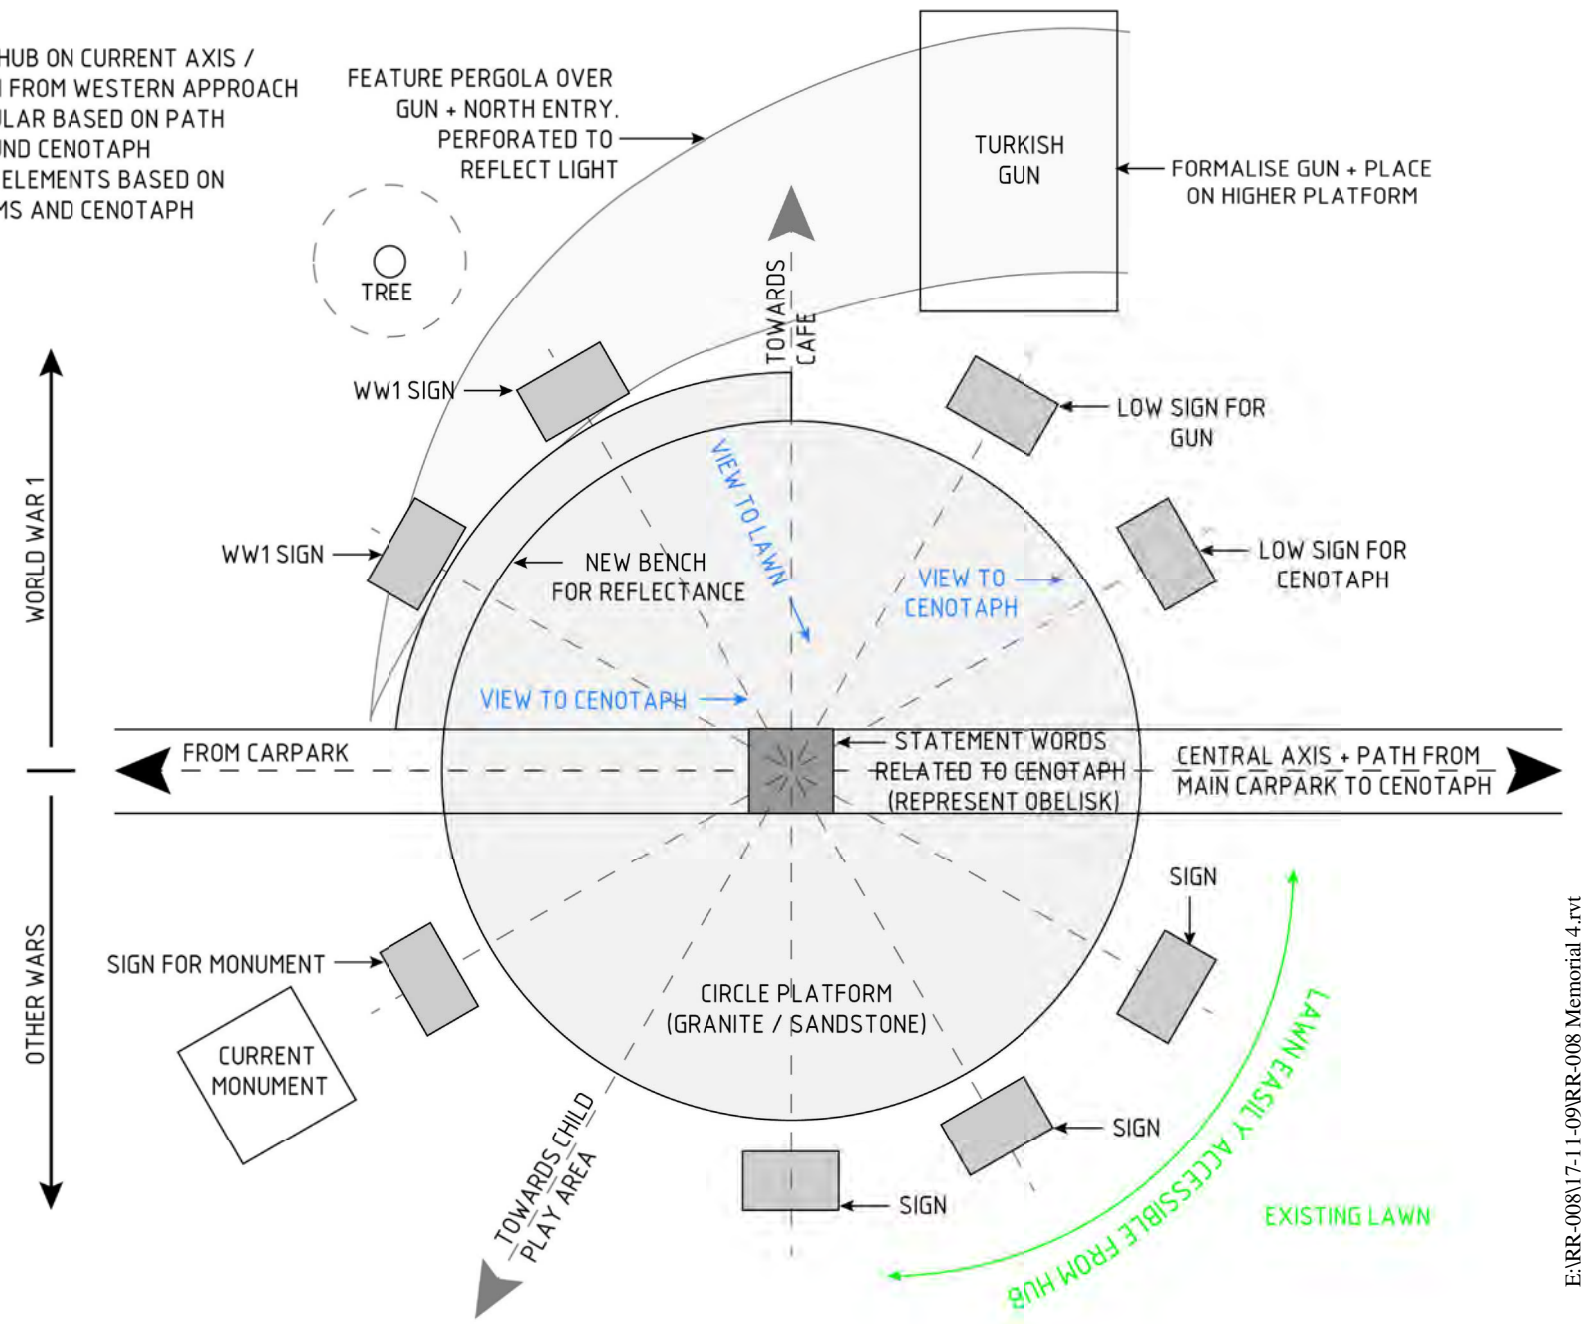 HUB ON CURRENT AXIS /
FROM WESTERN APPROACH
BASED ON PATH
CENOTAPH
ELEMENTS BASED ON
AND CENOTAPH
FEATURE PERGOLA OVER
GUN + NORTH ENTRY.
PERFORATED TO
REFLECT LIGHT
TURKISH
GUN
FORMALISE GUN + PLACE
ON HIGHER PLATFORM
TREE
TOWARDS
CAFE
WW1 SIGN
LOW SIGN FOR
GUN
WORLD WAR 1
WW1 SIGN
NEW BENCH
FOR REFLECTANCE
VIEW TO LAWN
VIEW TO
CENOTAPH
LOW SIGN FOR
CENOTAPH
VIEW TO CENOTAPH
FROM CARPARK
STATEMENT WORDS
RELATED TO CENOTAPH
(REPRESENT OBELISK)
CENTRAL AXIS + PATH FROM
MAIN CARPARK TO CENOTAPH
OTHER WARS
SIGN FOR MONUMENT
CURRENT
MONUMENT
CIRCLE PLATFORM
(GRANITE / SANDSTONE)
SIGN
SIGN
SIGN
TOWARDS CHILD
PLAY AREA
LAWN EASILY ACCESSIBLE FROM HUB
EXISTING LAWN
E:\RR-008\17-11-09\RR-008 Memorial 4.rvt